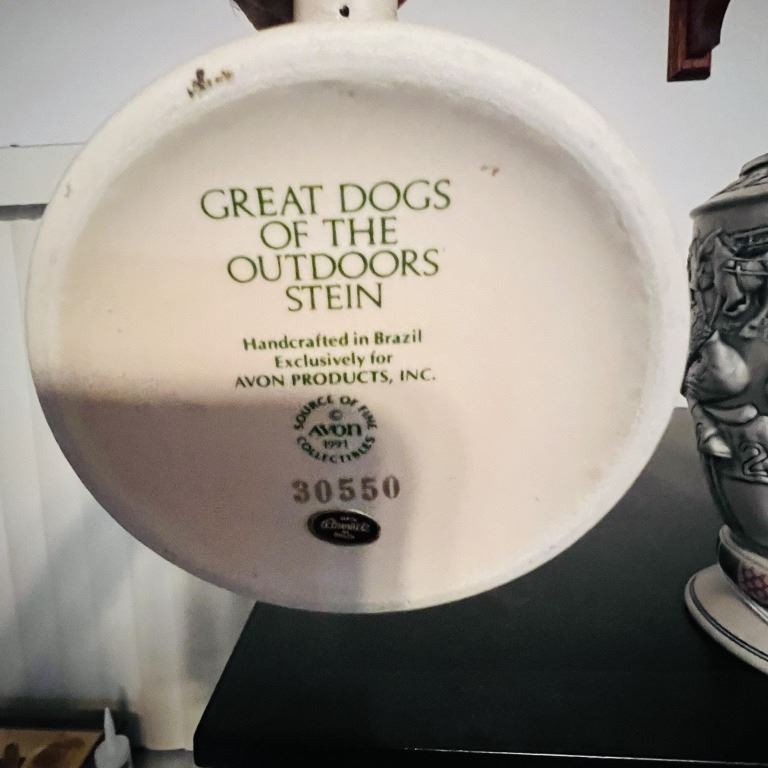 GREAT DOGS
OF THE
OUTDOORS
STEIN
Handcrafted in Brazil
Exclusively for
AVON PRODUCTS, INC.
SOURCE OF FINE
©
AVON
1991
COLLECTIBLES
30550
2